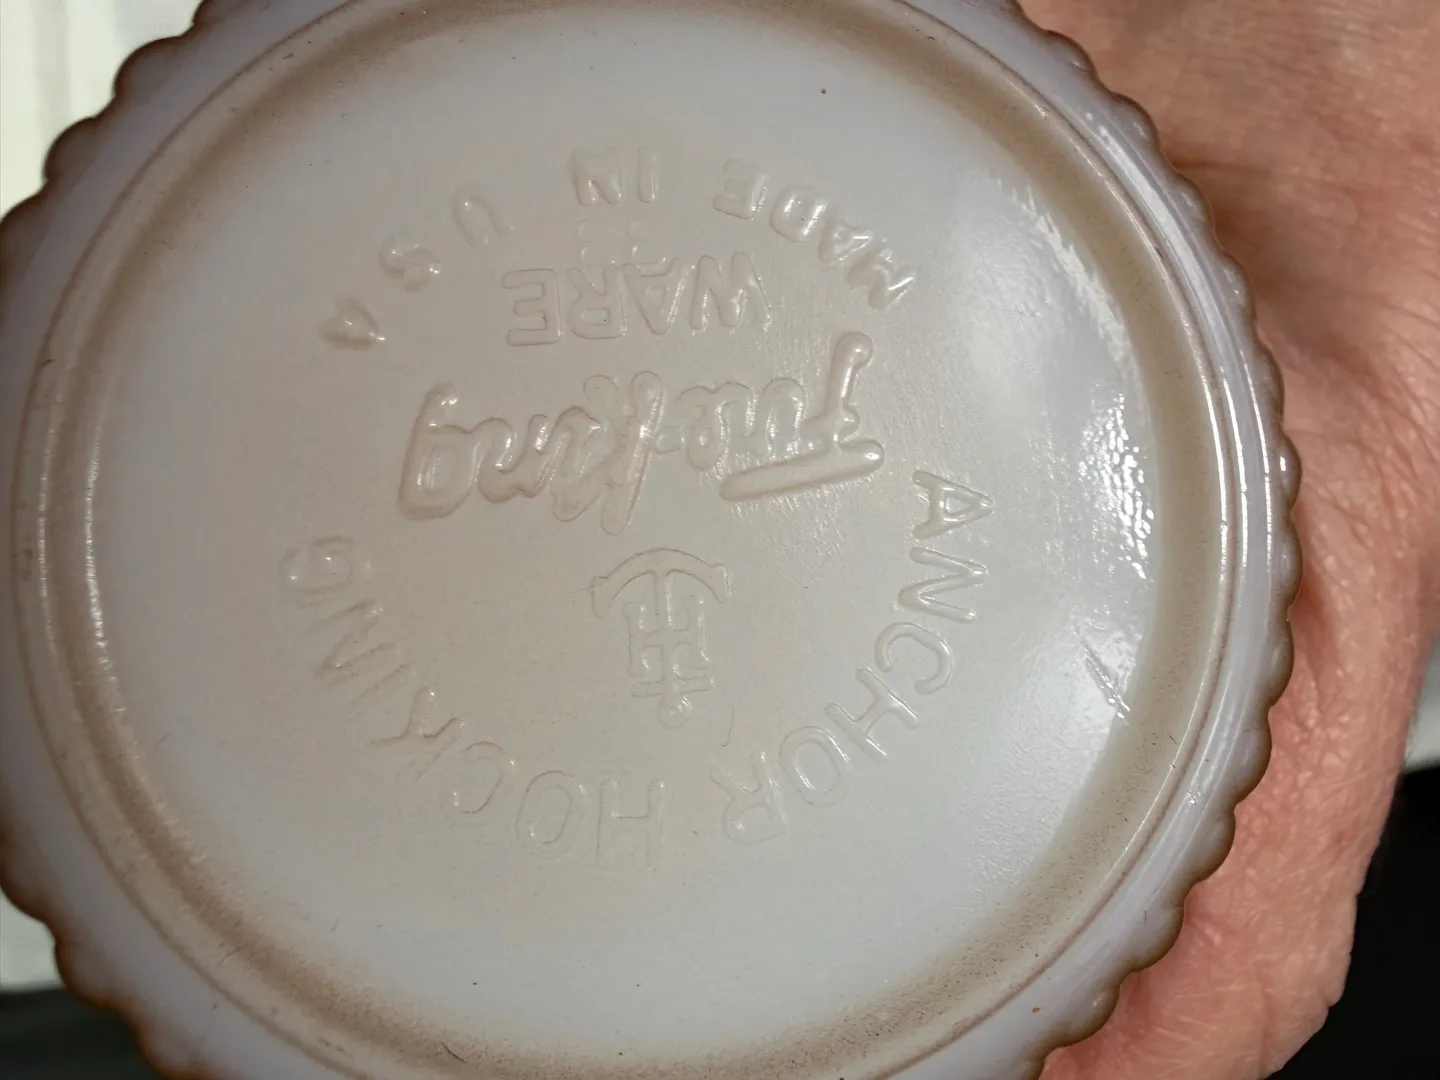 ANCHOR HOCKING
Fire-King
WARE
MADE IN U S A